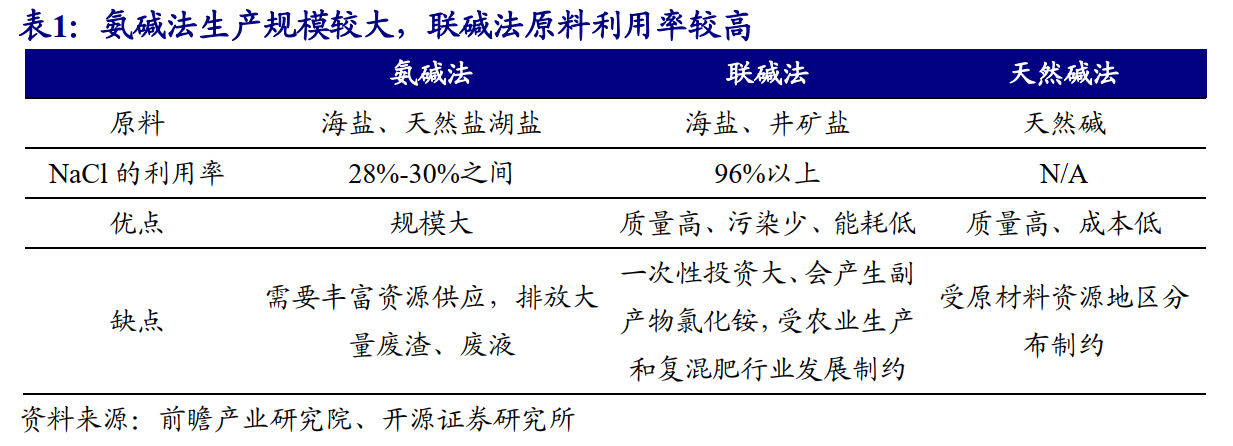 表1：氨碱法生产规模较大，联碱法原料利用率较高
氨碱法 联碱法 天然碱法
原料 海盐、天然盐湖盐 海盐、井矿盐 天然碱
NaCl 的利用率 28%-30%之间 96%以上 N/A
优点 规模大 质量高、污染少、能耗低 质量高、成本低
缺点
需要丰富资源供应，排放大
量废渣、废液
一次性投资大、会产生副
产物氯化铵，受农业生产
和复混肥行业发展制约
受原材料资源地区分
布制约
资料来源：前瞻产业研究院、开源证券研究所